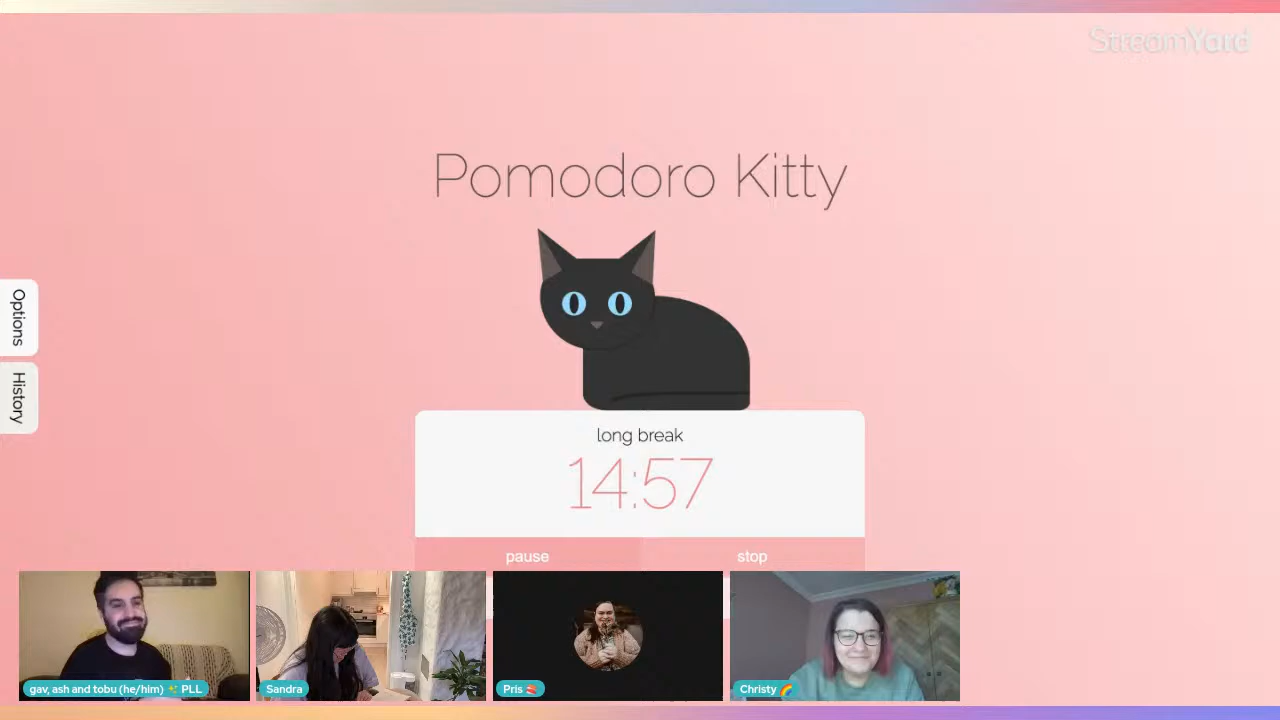 StreamYard
Pomodoro Kitty
Options
History
long break
14:57
pause
stop
gav, ash and tobu (he/him) ✨ PLL
Sandra
Pris
Christy 🌈